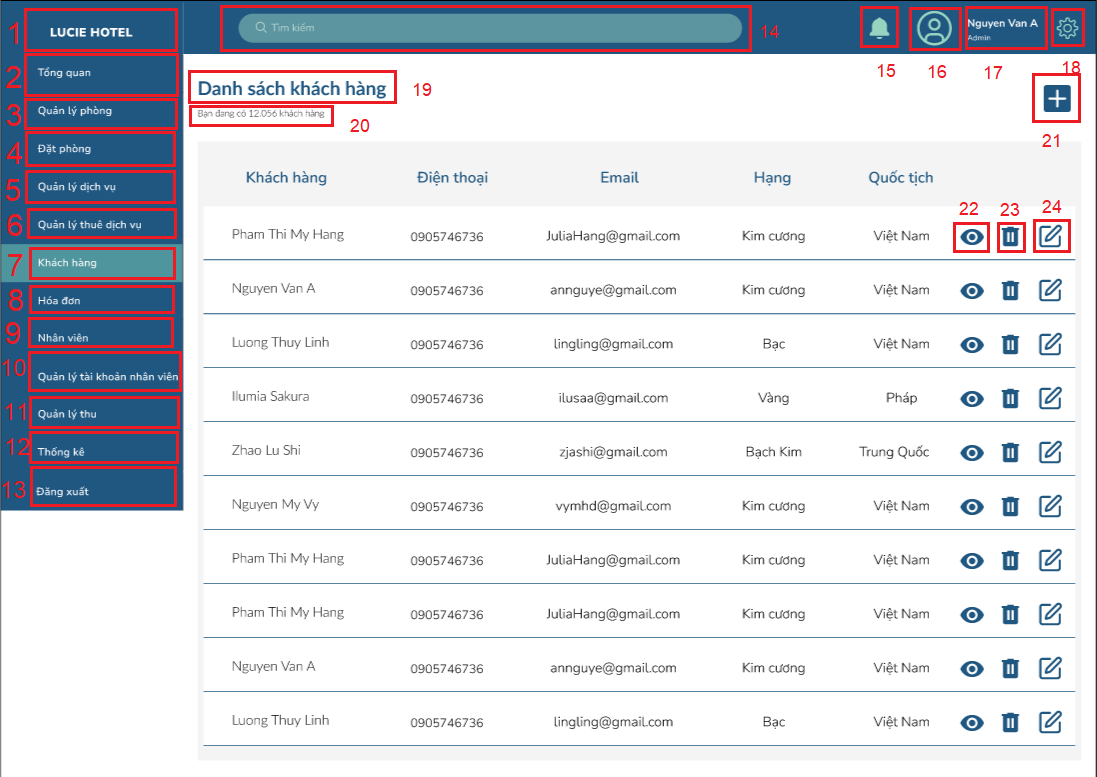 1 LUCIE HOTEL
Tìm kiếm 14
15
16
Nguyen Van A
Admin
17
18
2 Tổng quan
3 Quản lý phòng
4 Đặt phòng
5 Quản lý dịch vụ
6 Quản lý thuê dịch vụ
7 Khách hàng
8 Hóa đơn
9 Nhân viên
10 Quản lý tài khoản nhân viên
11 Quản lý thu
12 Thống kê
13 Đăng xuất
Danh sách khách hàng 19
Bạn đang có 12.056 khách hàng 20
21
Khách hàng Điện thoại Email Hạng Quốc tịch
22 23 24
Pham Thi My Hang 0905746736 JuliaHang@gmail.com Kim cương Việt Nam
Nguyen Van A 0905746736 annguye@gmail.com Kim cương Việt Nam
Luong Thuy Linh 0905746736 lingling@gmail.com Bạc Việt Nam
Ilumia Sakura 0905746736 ilusaa@gmail.com Vàng Pháp
Zhao Lu Shi 0905746736 zjashi@gmail.com Bạch Kim Trung Quốc
Nguyen My Vy 0905746736 vymhd@gmail.com Kim cương Việt Nam
Pham Thi My Hang 0905746736 JuliaHang@gmail.com Kim cương Việt Nam
Pham Thi My Hang 0905746736 JuliaHang@gmail.com Kim cương Việt Nam
Nguyen Van A 0905746736 annguye@gmail.com Kim cương Việt Nam
Luong Thuy Linh 0905746736 lingling@gmail.com Bạc Việt Nam